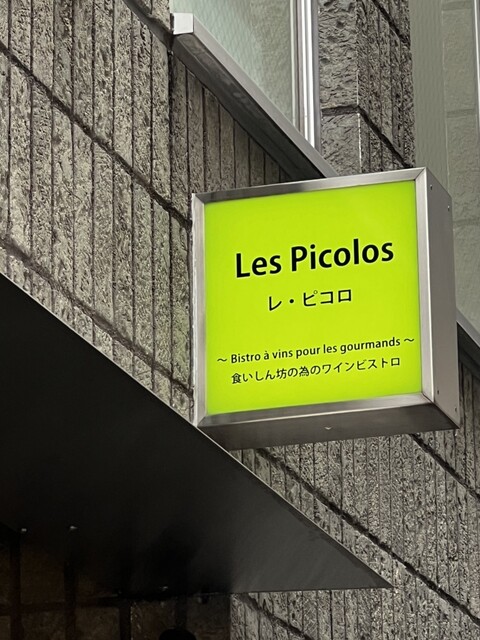 Les Picolos
レ・ピコロ
～ Bistro à vins pour les gourmands ～
食いしん坊の為のワインビストロ